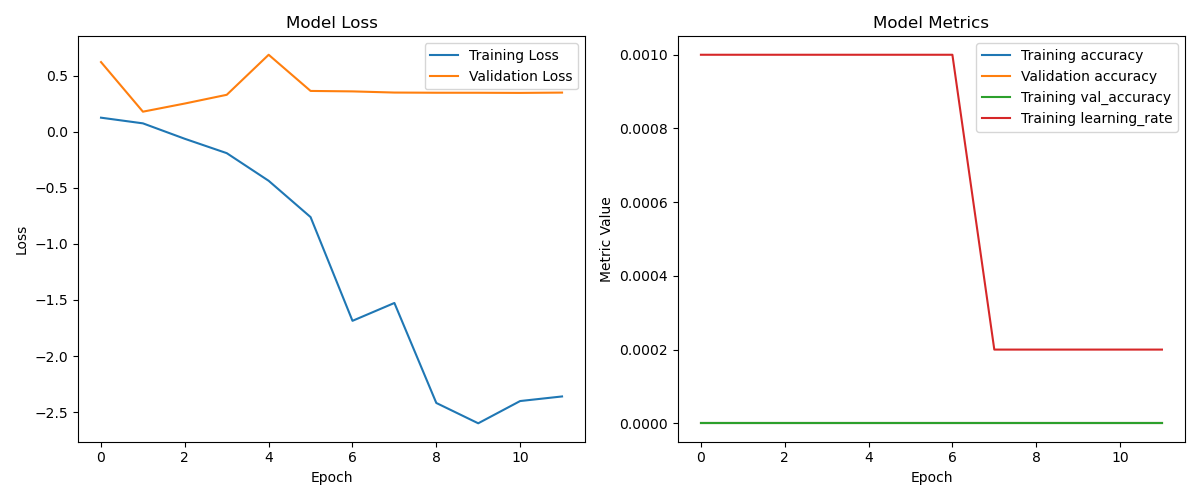 Model Loss
Training Loss
Validation Loss
0.5
0.0
−0.5
−1.0
−1.5
−2.0
−2.5
Loss
0 2 4 6 8 10
Epoch
Model Metrics
Training accuracy
Validation accuracy
Training val_accuracy
Training learning_rate
0.0010
0.0008
0.0006
0.0004
0.0002
0.0000
Metric Value
0 2 4 6 8 10
Epoch